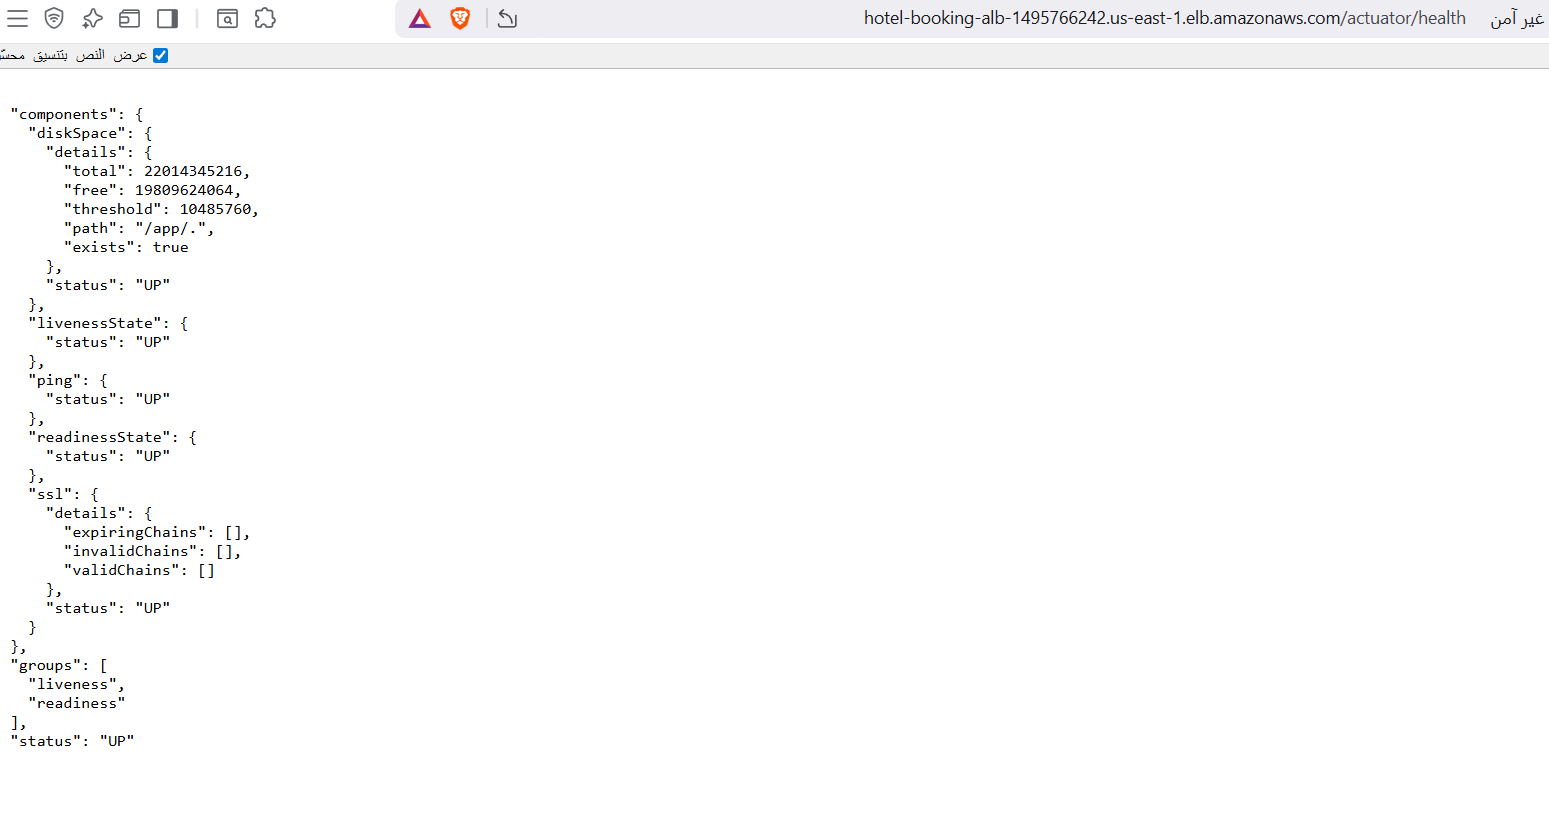 hotel-booking-alb-1495766242.us-east-1.elb.amazonaws.com/actuator/health
غير آمن
عرض النص بتنسيق
"components": {
"diskSpace": {
"details": {
"total": 22014345216,
"free": 19809624064,
"threshold": 10485760,
"path": "/app/.",
"exists": true
},
"status": "UP"
},
"livenessState": {
"status": "UP"
},
"ping": {
"status": "UP"
},
"readinessState": {
"status": "UP"
},
"ssl": {
"details": {
"expiringChains": [],
"invalidChains": [],
"validChains": []
},
"status": "UP"
}
},
"groups": [
"liveness",
"readiness"
],
"status": "UP"